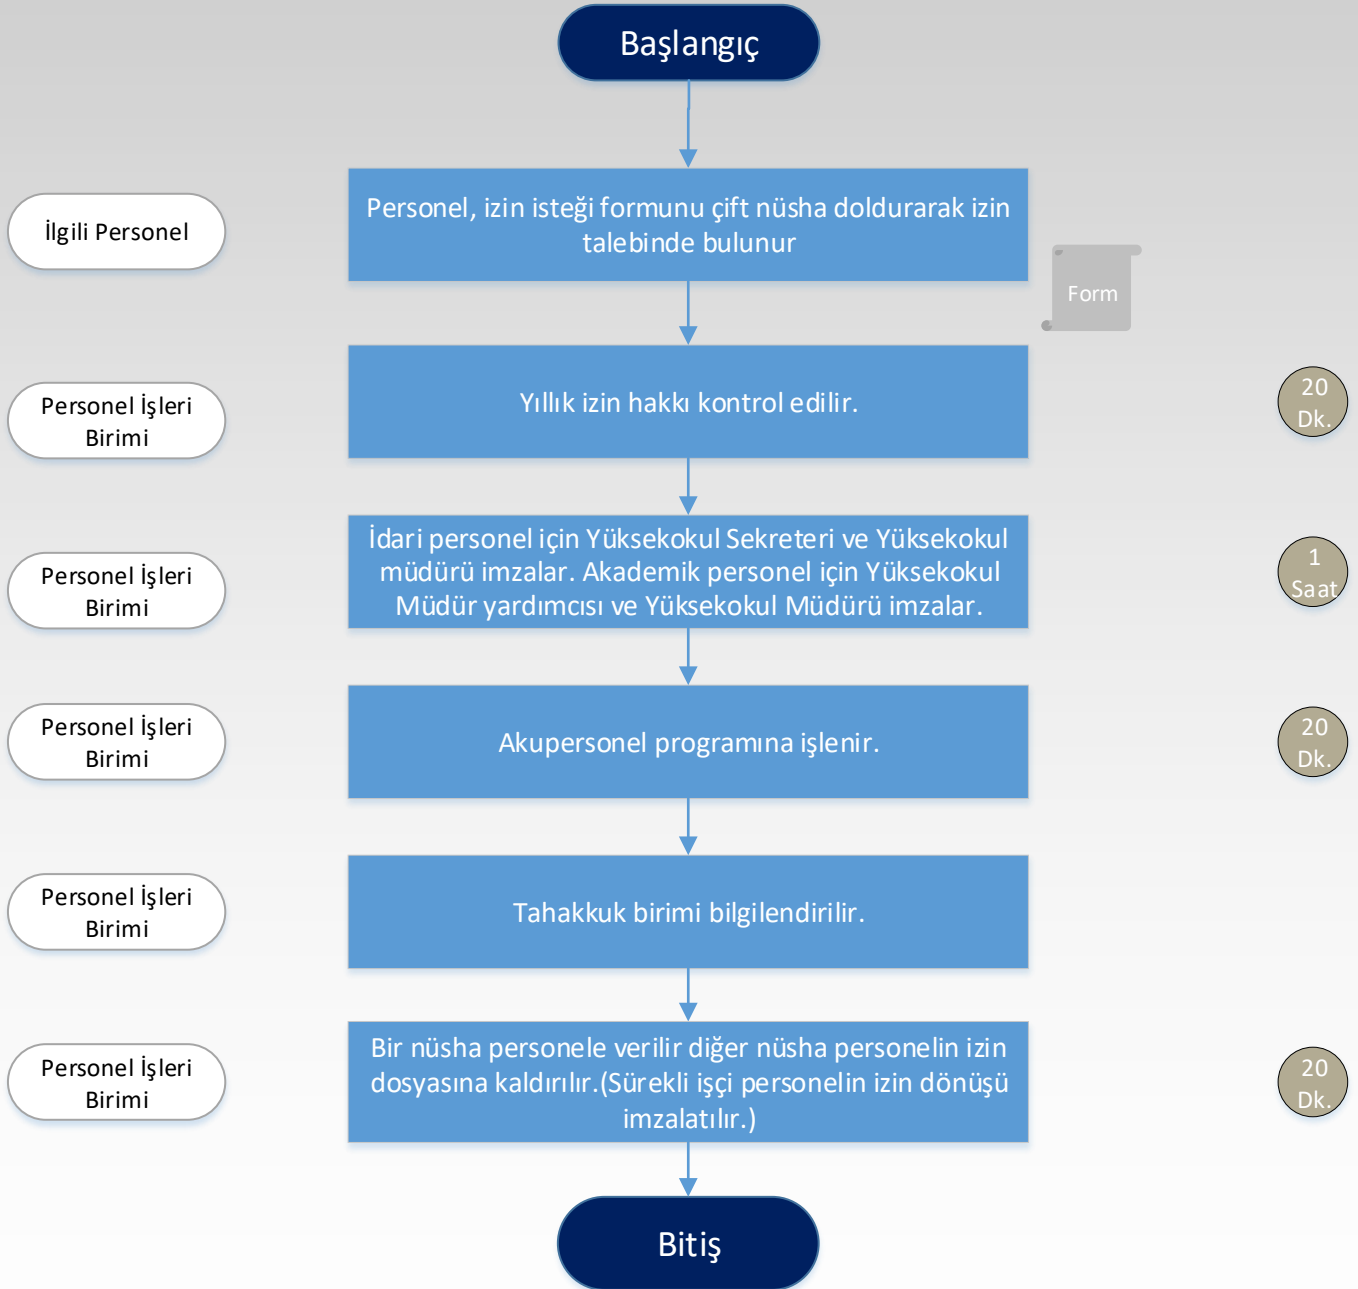 Başlangıç
İlgili Personel
Personel, izin isteği formunu çift nüsha doldurarak izin
talebinde bulunur
Form
Personel İşleri
Birimi
Yıllık izin hakkı kontrol edilir.
20
Dk.
Personel İşleri
Birimi
İdari personel için Yüksekokul Sekreteri ve Yüksekokul
müdürü imzalar. Akademik personel için Yüksekokul
Müdür yardımcısı ve Yüksekokul Müdürü imzalar.
1
Saat
Personel İşleri
Birimi
Akupersonel programına işlenir.
20
Dk.
Personel İşleri
Birimi
Tahakkuk birimi bilgilendirilir.
Personel İşleri
Birimi
Bir nüsha personele verilir diğer nüsha personelin izin
dosyasına kaldırılır.(Sürekli işçi personelin izin dönüşü
imzalatılır.)
20
Dk.
Bitiş